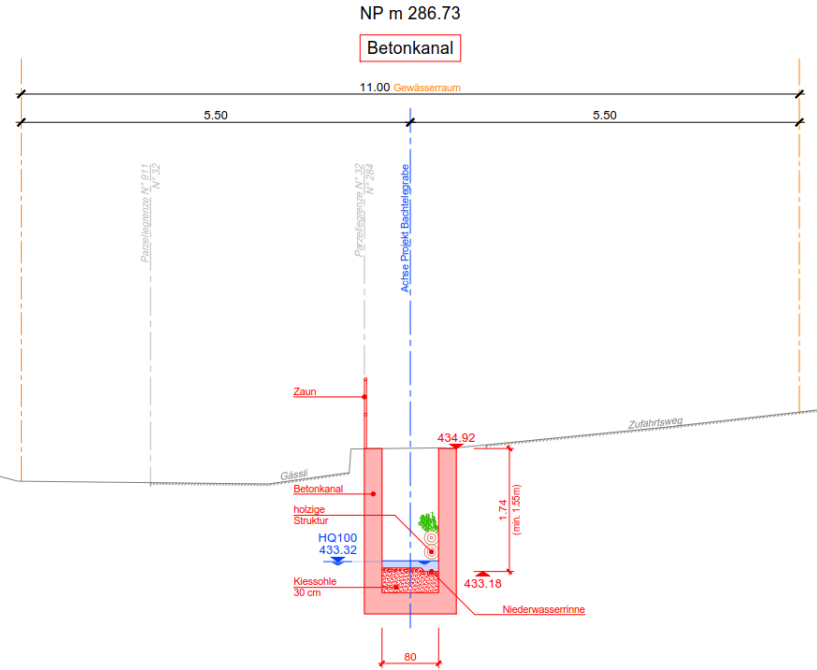 NP m 286.73
Betonkanal
11.00 Gewässerraum
5.50
5.50
Parzellegrenze N° 911
N° 32
Parzellegrenze N° 32
N° 284
Achse Projekt Bachtelegrabe
Zaun
434.92
Zufahrtsweg
Gässli
Betonkanal
holzige
Struktur
1.74
(min. 1.55m)
HQ100
433.32
Kiessohle
30 cm
433.18
Niederwasserrinne
80